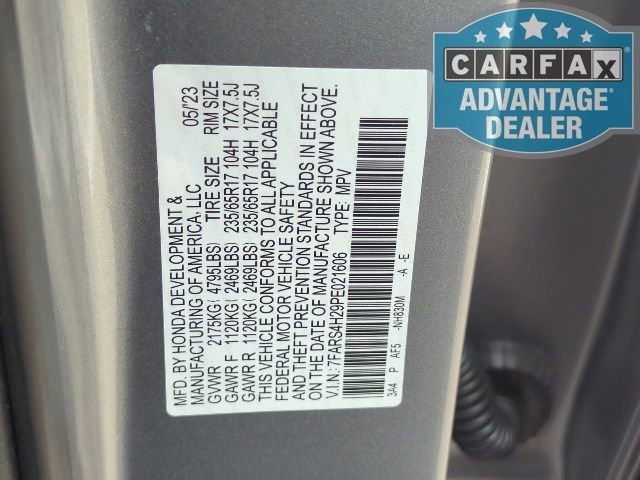 MFD. BY HONDA DEVELOPMENT &
MANUFACTURING OF AMERICA, LLC 05/'23
GVWR 2175KG( 4795LBS) TIRE SIZE RIM SIZE
GAWR F 1120KG( 2469LBS) 235/65R17 104H 17X7.5J
GAWR R 1120KG( 2469LBS) 235/65R17 104H 17X7.5J
THIS VEHICLE CONFORMS TO ALL APPLICABLE
FEDERAL MOTOR VEHICLE SAFETY
AND THEFT PREVENTION STANDARDS IN EFFECT
ON THE DATE OF MANUFACTURE SHOWN ABOVE.
V.I.N.: 7FARS4H29PE021606 TYPE: MPV
3A4 P AF5 -NH830M -A -E
CARFAX
ADVANTAGE
DEALER